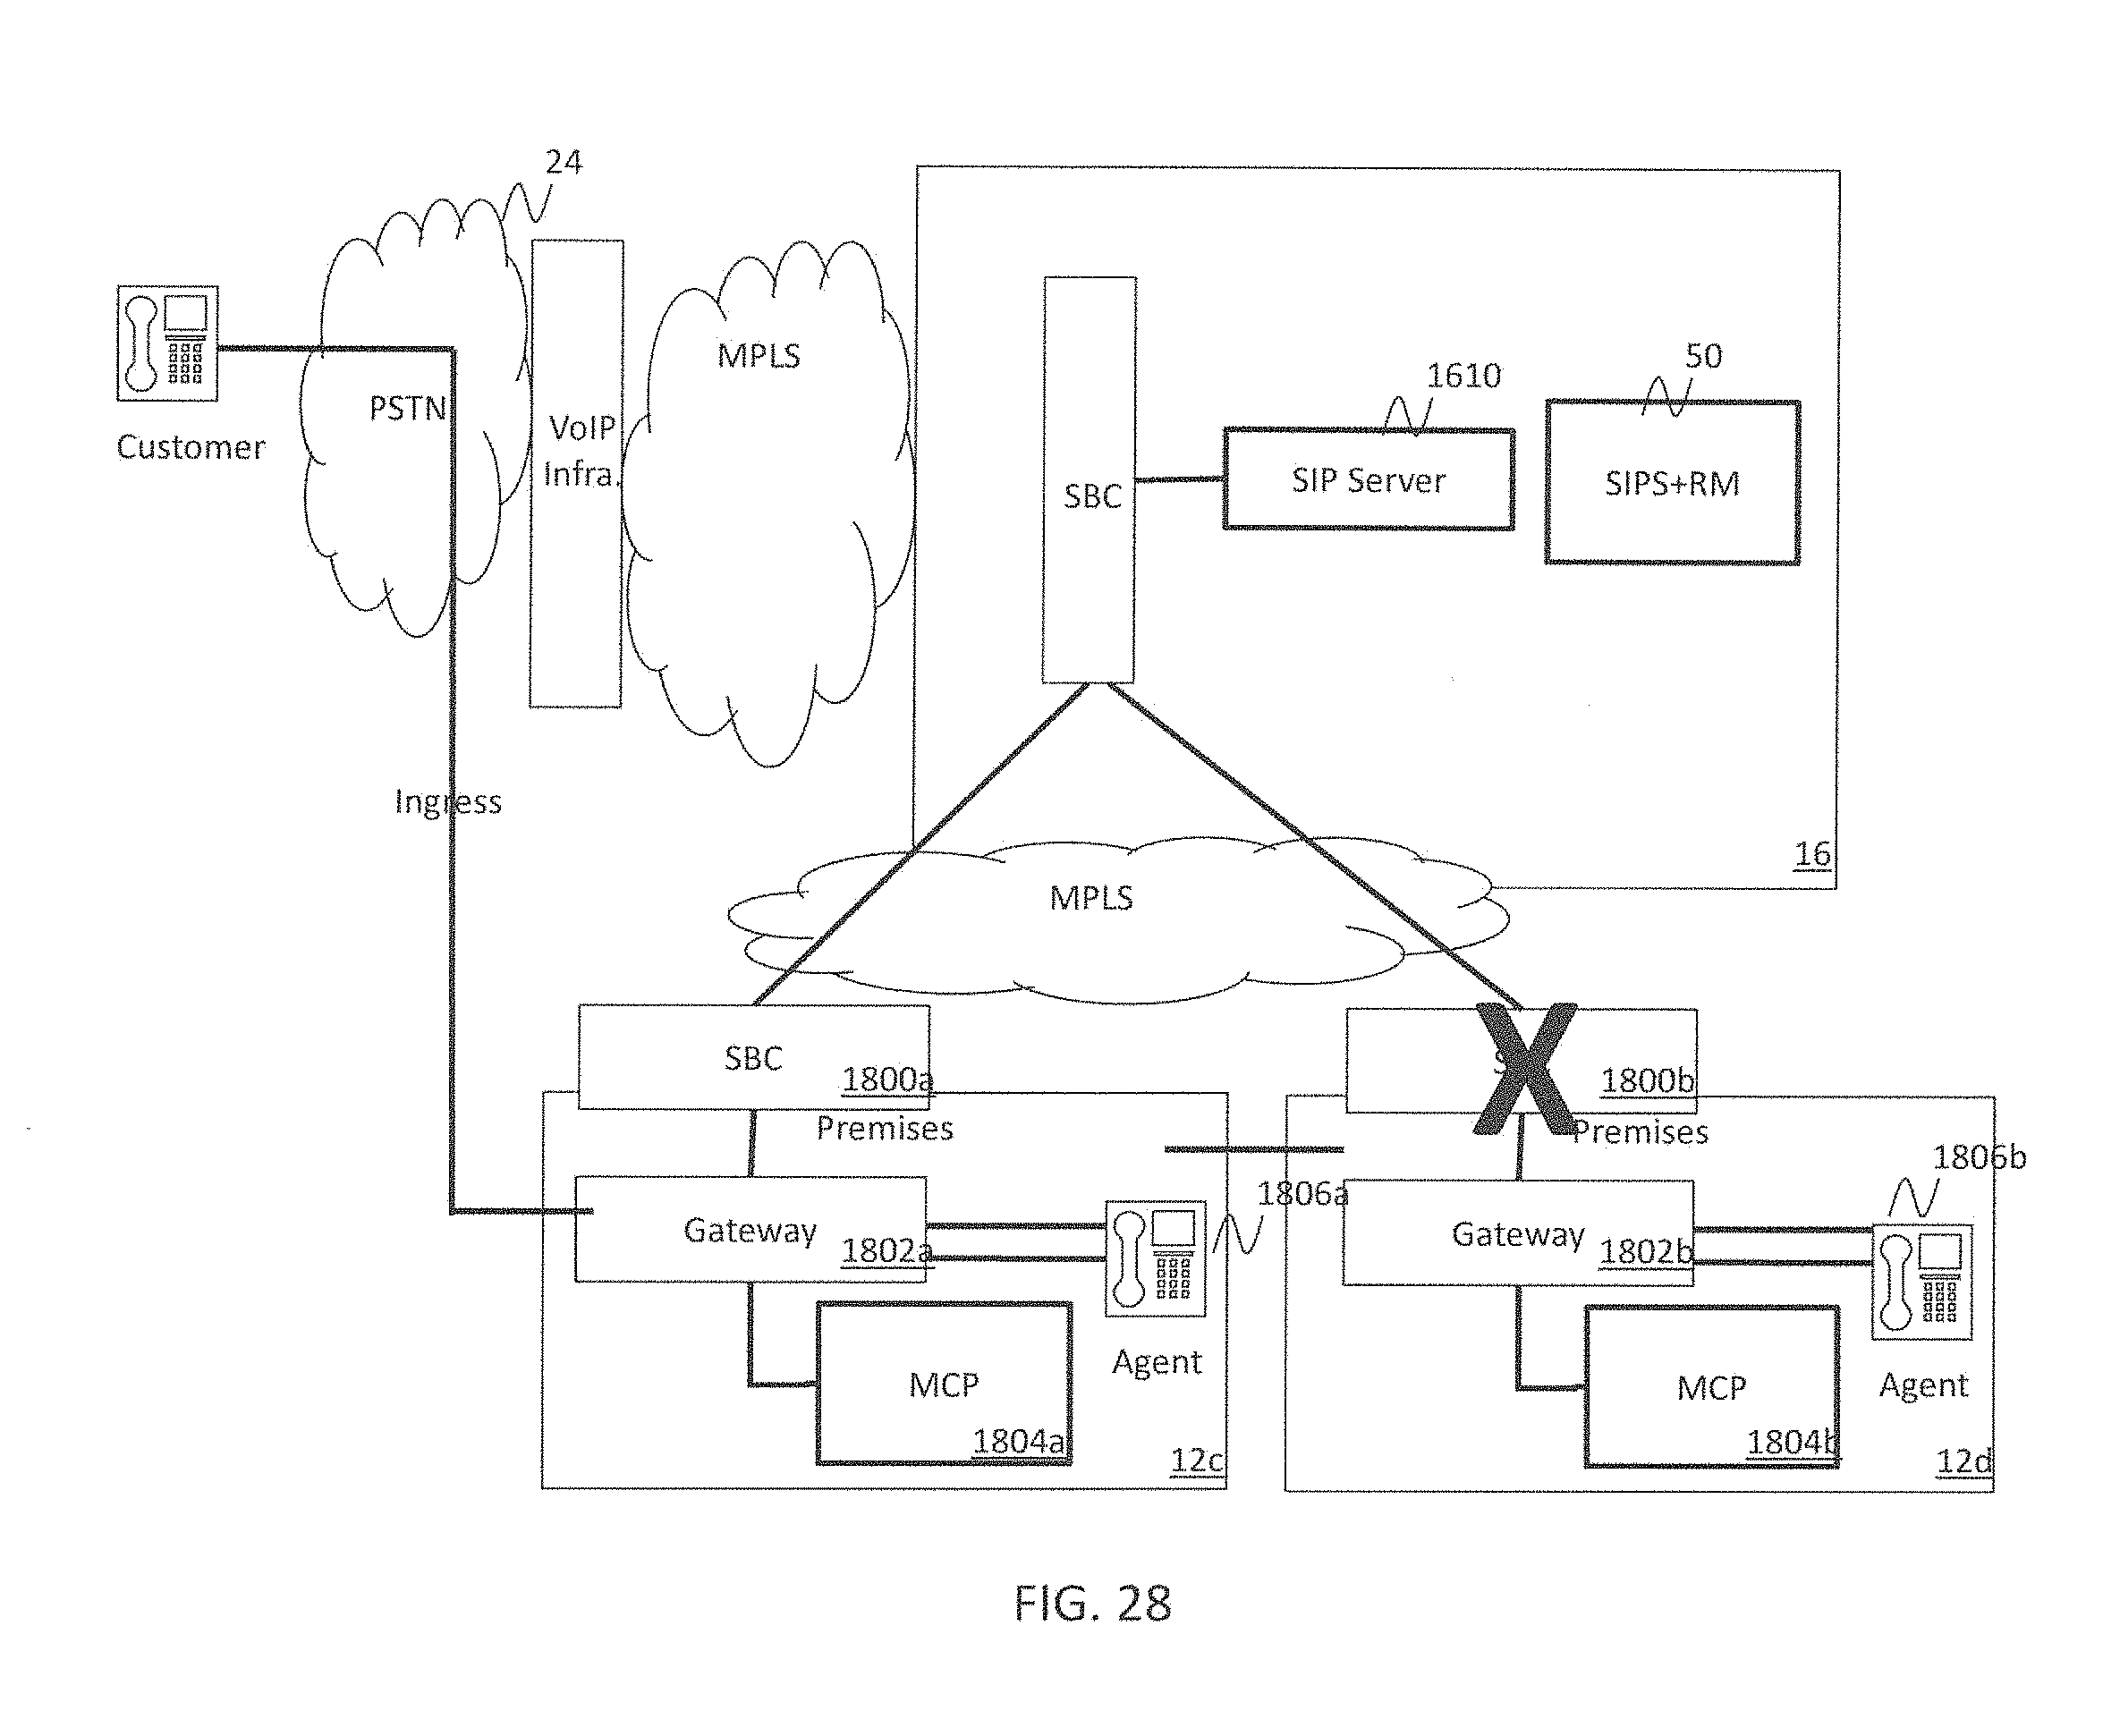 24
Customer
PSTN
VoIP
Infra.
MPLS
SBC
1610
SIP Server
50
SIPS+RM
16
Ingress
MPLS
SBC
1800a
Premises
Gateway
1802a
1806a
Agent
MCP
1804a
12c
1800b
Premises
Gateway
1802b
1806b
Agent
MCP
1804b
12d
FIG. 28